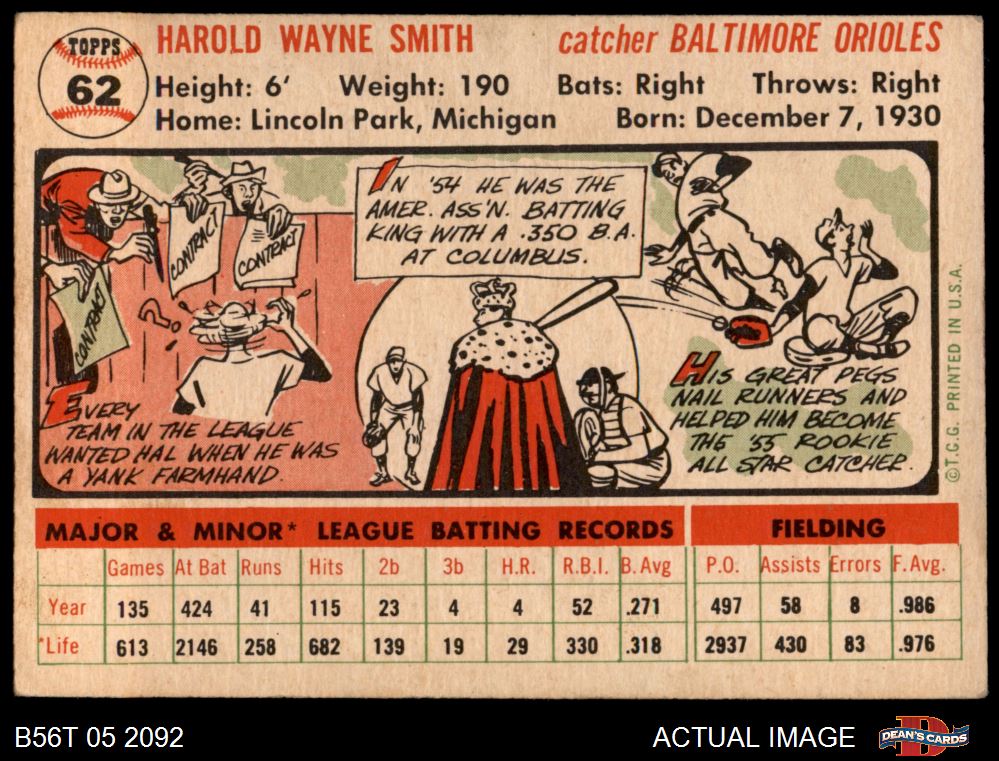 TOPPS
62
HAROLD WAYNE SMITH catcher BALTIMORE ORIOLES
Height: 6' Weight: 190 Bats: Right Throws: Right
Home: Lincoln Park, Michigan Born: December 7, 1930
CONTRACT
CONTRACT
CONTRACT
?
EVERY
TEAM IN THE LEAGUE
WANTED HAL WHEN HE WAS
A YANK FARMHAND.
IN '54 HE WAS THE
AMER. ASS'N. BATTING
KING WITH A .350 B.A.
AT COLUMBUS.
HIS GREAT PEGS
NAIL RUNNERS AND
HELPED HIM BECOME
THE '55 ROOKIE
ALL STAR CATCHER.
©T.C.G. PRINTED IN U.S.A.
MAJOR & MINOR* LEAGUE BATTING RECORDS FIELDING
Games At Bat Runs Hits 2b 3b H.R. R.B.I. B. Avg P.O. Assists Errors F. Avg.
Year 135 424 41 115 23 4 4 52 .271 497 58 8 .986
*Life 613 2146 258 682 139 19 29 330 .318 2937 430 83 .976
B56T 05 2092 ACTUAL IMAGE DEAN'S CARDS